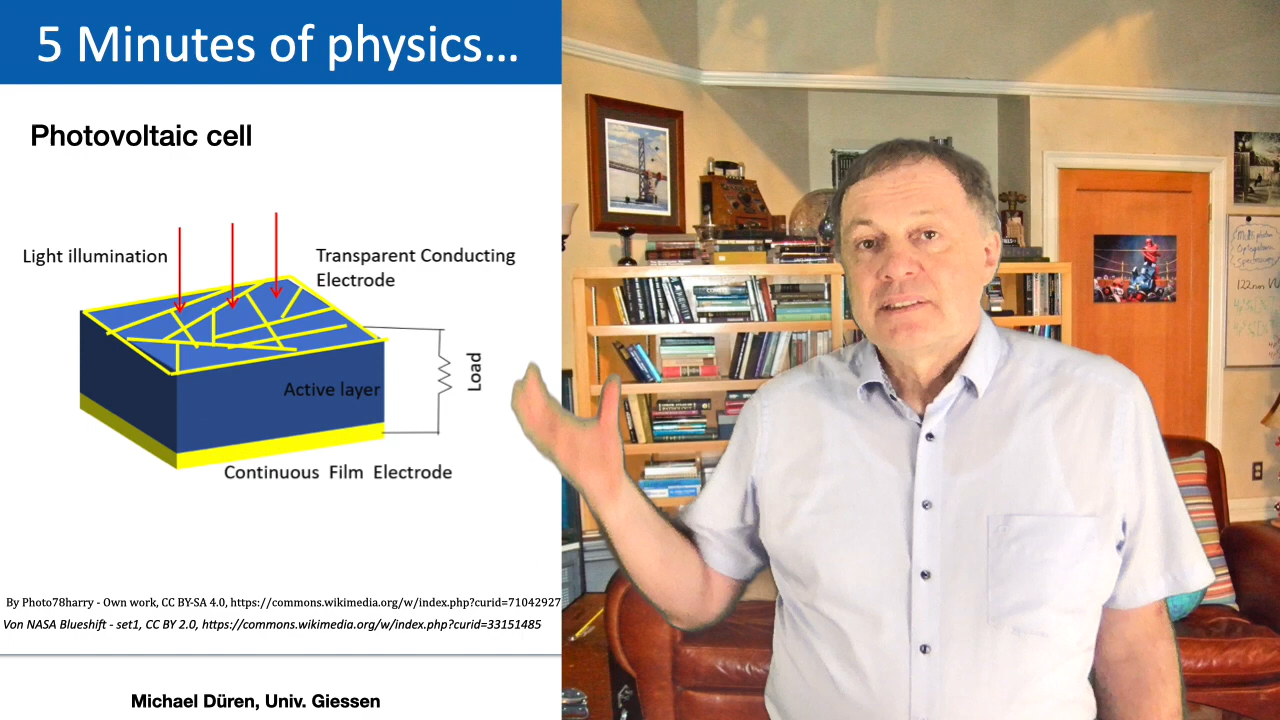 5 Minutes of physics...
Photovoltaic cell
Light illumination
Transparent Conducting
Electrode
Active layer
Load
Continuous Film Electrode
By Photo78harry - Own work, CC BY-SA 4.0, https://commons.wikimedia.org/w/index.php?curid=71042927
Von NASA Blueshift - set1, CC BY 2.0, https://commons.wikimedia.org/w/index.php?curid=33151485
Michael Düren, Univ. Giessen
122nm